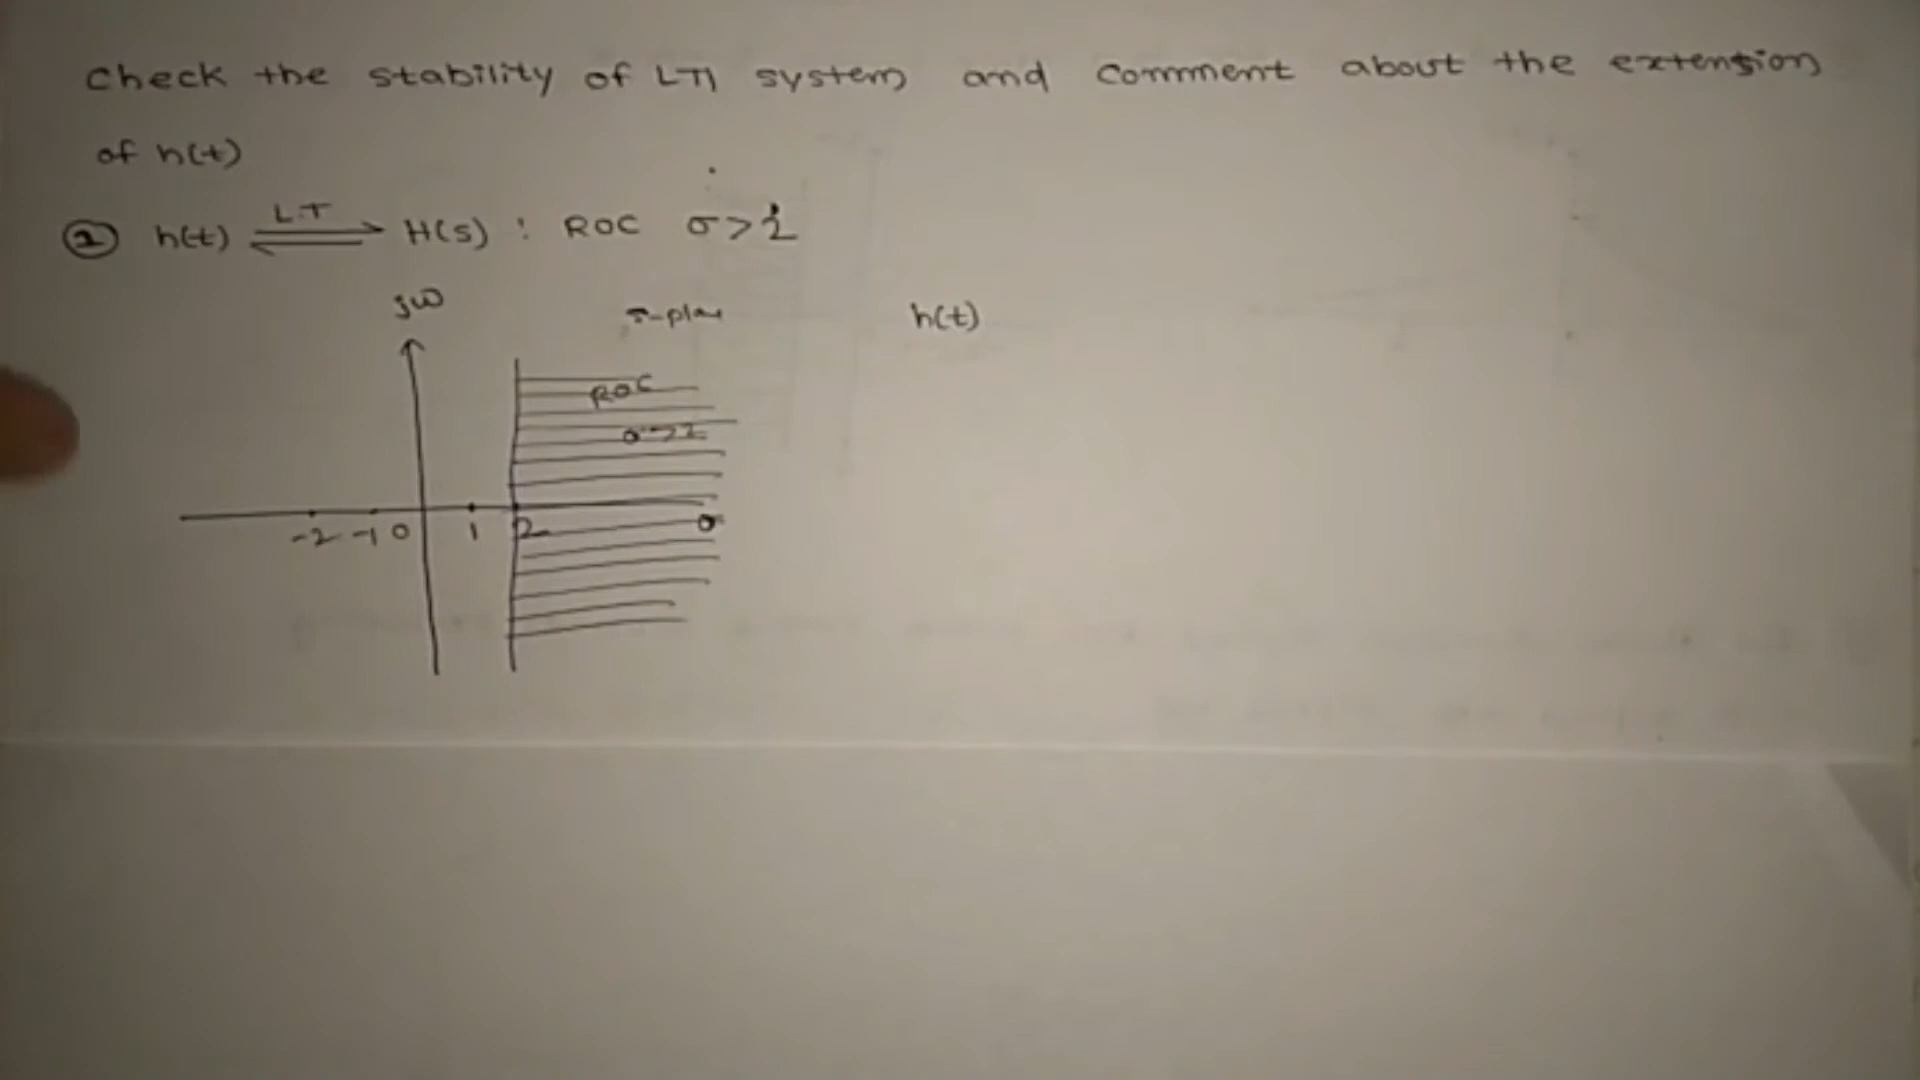 Check the stability of LTI system and comment about the extension
of h(t)
2 h(t) L.T ⇌ H(s) : ROC σ>2
jω
s-plan
h(t)
ROC
σ>2
-2 -1 0 1 2 σ